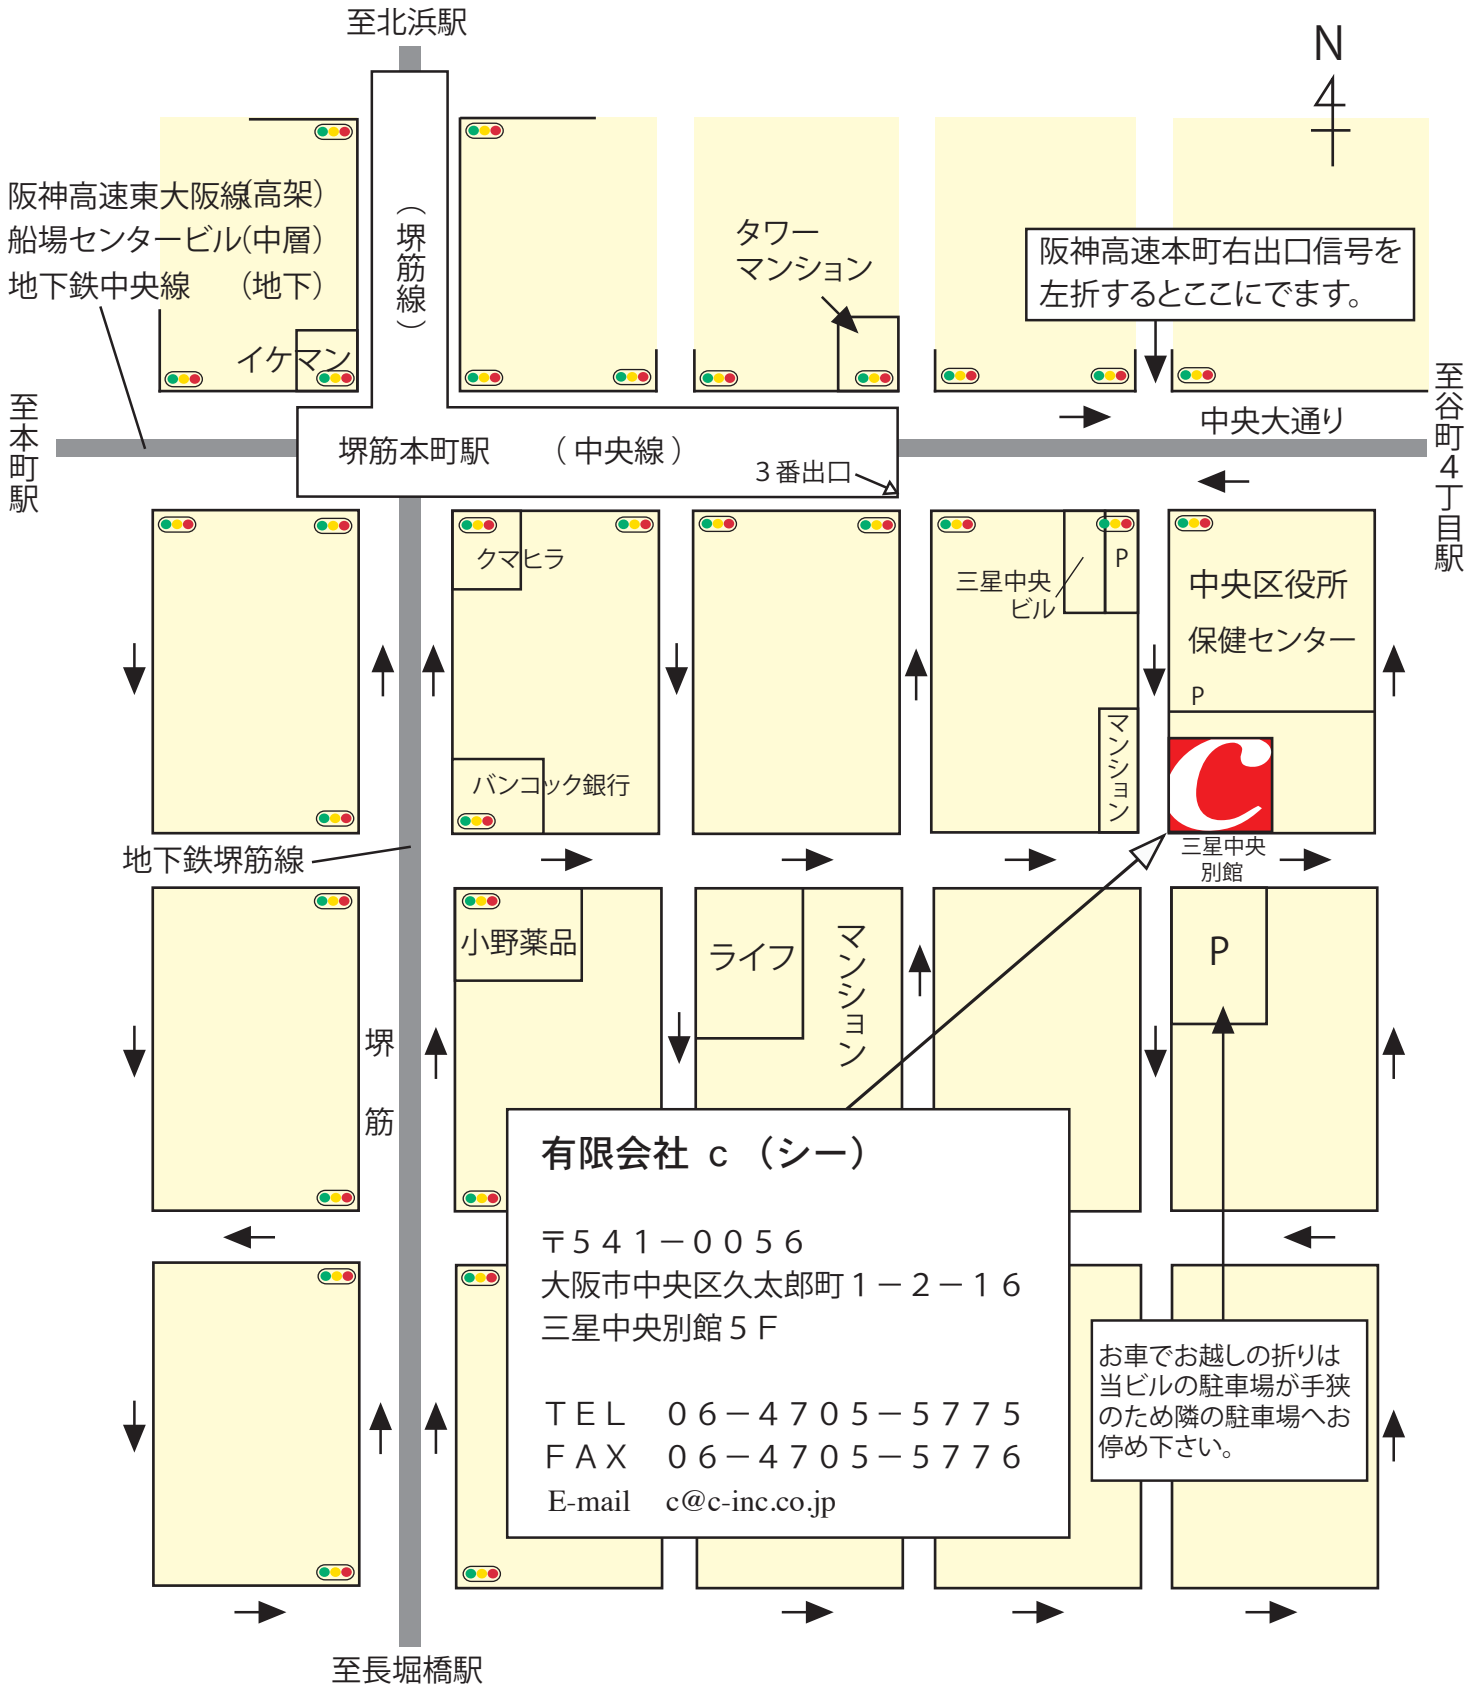 至北浜駅
N
阪神高速東大阪線(高架)
船場センタービル(中層)
地下鉄中央線 (地下)
(堺筋線)
タワー
マンション
阪神高速本町右出口信号を
左折するとここにでます。
イケマン
至本町駅
至谷町4丁目駅
中央大通り
堺筋本町駅 (中央線)
3番出口
クマヒラ
三星中央
ビル
P
中央区役所
保健センター
P
マンション
バンコック銀行
C
三星中央
別館
地下鉄堺筋線
小野薬品
ライフ
マンション
P
堺筋
有限会社 c (シー)
〒541-0056
大阪市中央区久太郎町1-2-16
三星中央別館5F
TEL 06-4705-5775
FAX 06-4705-5776
E-mail c@c-inc.co.jp
お車でお越しの折りは
当ビルの駐車場が手狭
のため隣の駐車場へお
停め下さい。
至長堀橋駅